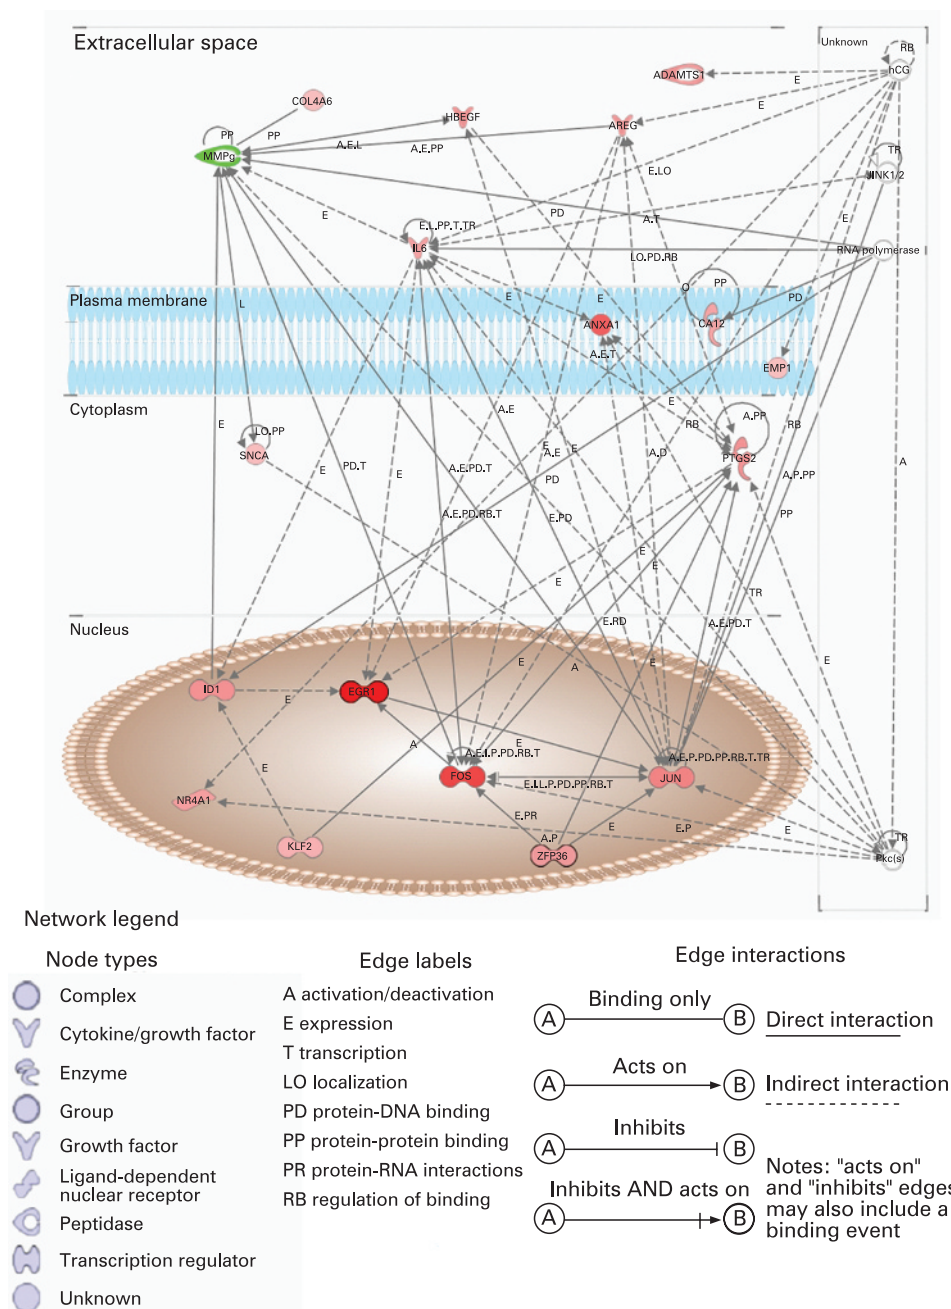 Extracellular space
Unknown
RB
hCG
ADAMTS1
E
COL4A6
HBEGF
AREG
E
PP
PP
A.E.L
A.E.PP
MMPg
TR
E.LO
JINK1/2
E
PD
A.T
E
E.L.PP.T.TR
IL6
RNA polymerase
LO.PD.RB
O
PP
Plasma membrane
L
E
E
PD
ANXA1
CA12
A.E.T
EMP1
Cytoplasm
A.E
E
A.PP
E
LO.PP
RB
RB
SNCA
E
A.E
A.D
PTGS2
A
E
PD.T
E
A.E.PD.T
PD
A.P.PP
A.E.PD.RB.T
E.PD
PP
E
E
E
TR
Nucleus
E.RD
A.E.PD.T
E
A
E
E
ID1
EGR1
A
E
A.E.I.P.PD.RB.T
A.E.P.PD.PP.RB.T.TR
E
FOS
JUN
E.I.L.P.PD.PP.RB.T
NR4A1
E.PR
E
E.P
E
A.P
TR
KLF2
ZFP36
Pkc(s)
Network legend
Node types
Complex
Cytokine/growth factor
Enzyme
Group
Growth factor
Ligand-dependent
nuclear receptor
Peptidase
Transcription regulator
Unknown
Edge labels
A activation/deactivation
E expression
T transcription
LO localization
PD protein-DNA binding
PP protein-protein binding
PR protein-RNA interactions
RB regulation of binding
Edge interactions
Binding only
A B
Direct interaction
Acts on
A B
Indirect interaction
Inhibits
A B
Inhibits AND acts on
A B
Notes: "acts on"
and "inhibits" edges
may also include a
binding event